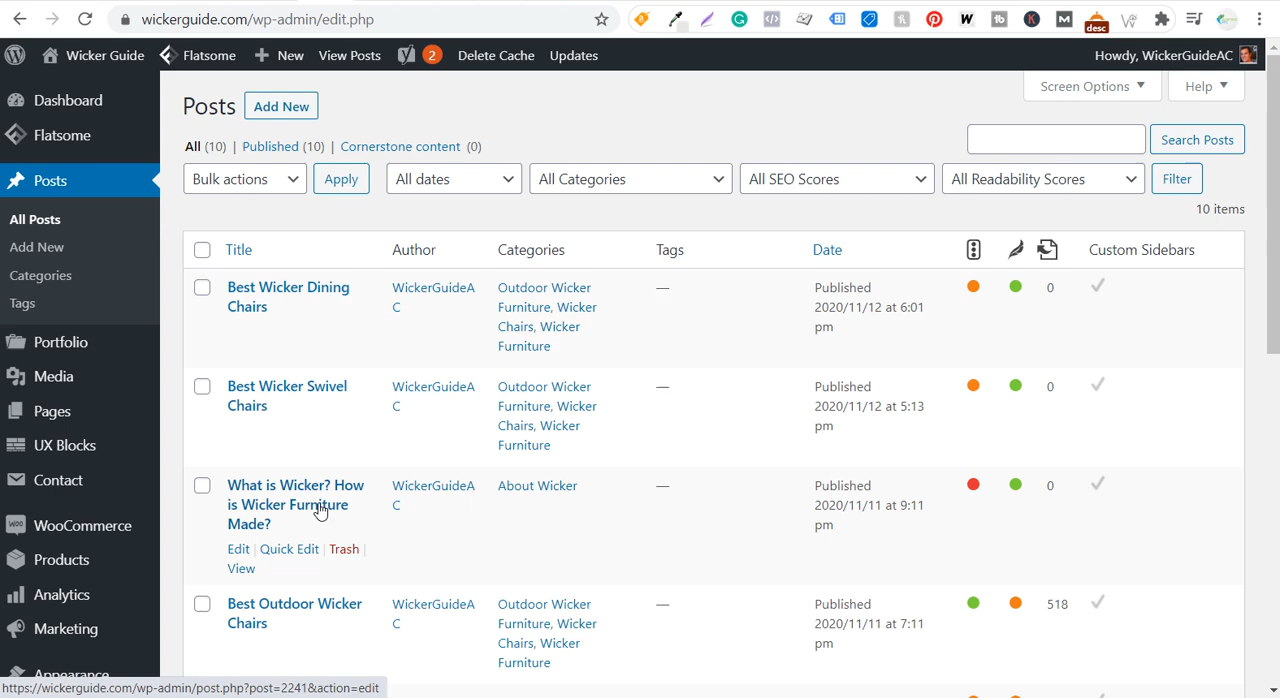 wickerguide.com/wp-admin/edit.php
desc
Wicker Guide Flatsome New View Posts 2 Delete Cache Updates Howdy, WickerGuideAC
Dashboard
Flatsome
Posts
All Posts
Add New
Categories
Tags
Portfolio
Media
Pages
UX Blocks
Contact
WooCommerce
Products
Analytics
Marketing
Appearance
Screen Options Help
Posts Add New
All (10) | Published (10) | Cornerstone content (0)
Search Posts
Bulk actions Apply All dates All Categories All SEO Scores All Readability Scores Filter
10 items
Title Author Categories Tags Date Custom Sidebars
Best Wicker Dining
Chairs
WickerGuideA
C
Outdoor Wicker
Furniture, Wicker
Chairs, Wicker
Furniture
—
Published
2020/11/12 at 6:01
pm
0
Best Wicker Swivel
Chairs
WickerGuideA
C
Outdoor Wicker
Furniture, Wicker
Chairs, Wicker
Furniture
—
Published
2020/11/12 at 5:13
pm
0
What is Wicker? How
is Wicker Furniture
Made?
Edit | Quick Edit | Trash |
View
WickerGuideA
C
About Wicker
—
Published
2020/11/11 at 9:11
pm
0
Best Outdoor Wicker
Chairs
WickerGuideA
C
Outdoor Wicker
Furniture, Wicker
Chairs, Wicker
Furniture
—
Published
2020/11/11 at 7:11
pm
518
https://wickerguide.com/wp-admin/post.php?post=2241&action=edit